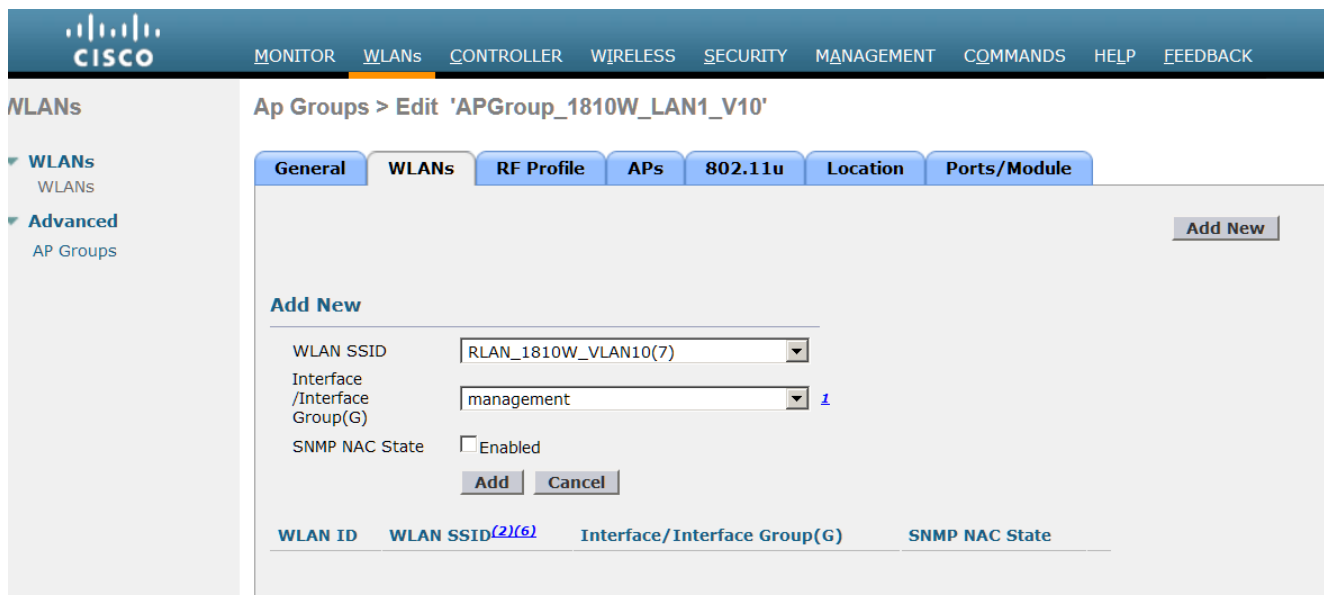 CISCO
MONITOR WLANs CONTROLLER WIRELESS SECURITY MANAGEMENT COMMANDS HELP FEEDBACK
WLANs
Ap Groups > Edit 'APGroup_1810W_LAN1_V10'
WLANs
WLANs
Advanced
AP Groups
General WLANs RF Profile APs 802.11u Location Ports/Module
Add New
Add New
WLAN SSID RLAN_1810W_VLAN10(7)
Interface
/Interface
Group(G)
management 1
SNMP NAC State Enabled
Add Cancel
WLAN ID WLAN SSID(2)(6) Interface/Interface Group(G) SNMP NAC State